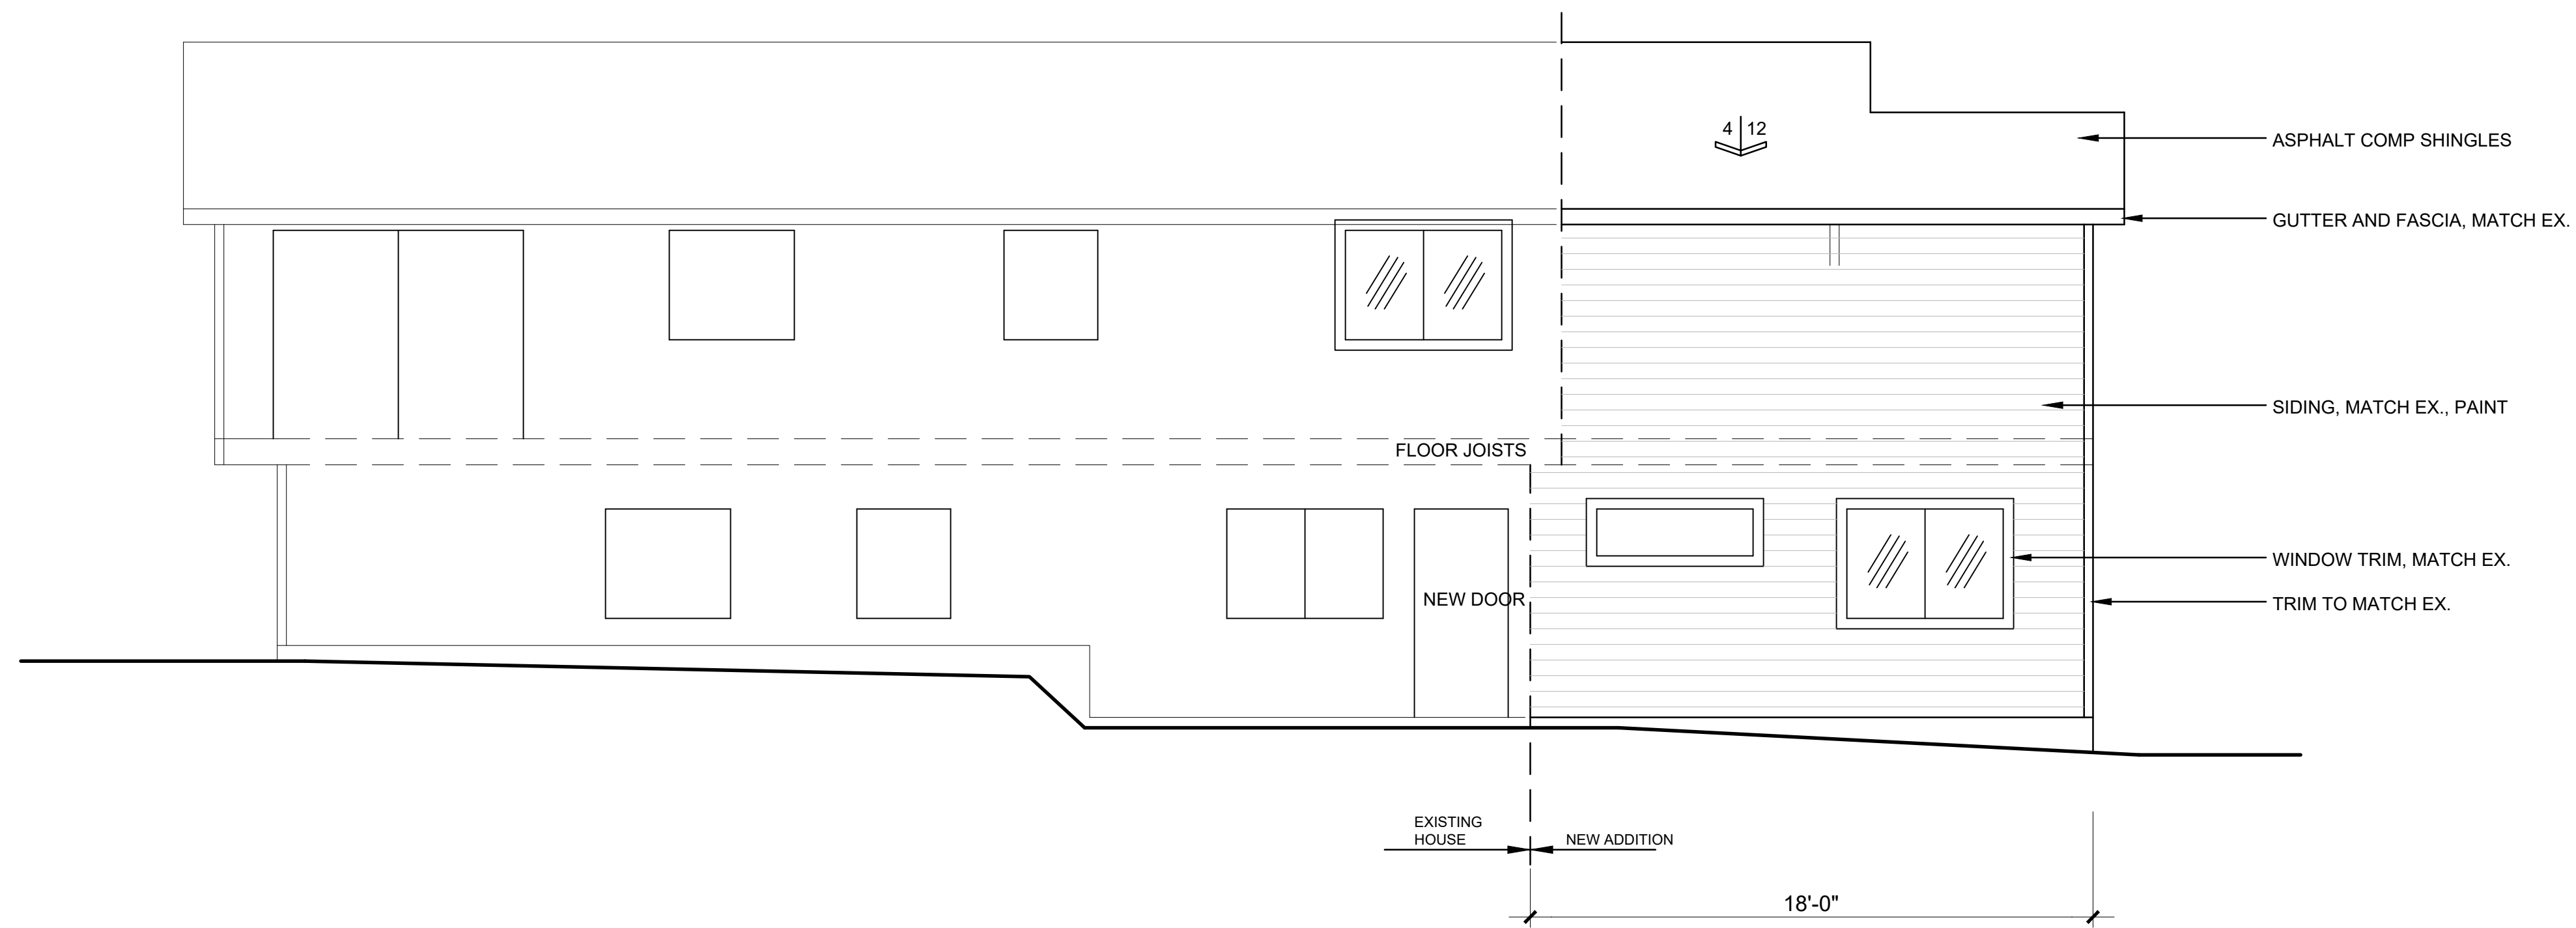 4 12
ASPHALT COMP SHINGLES
GUTTER AND FASCIA, MATCH EX.
SIDING, MATCH EX., PAINT
FLOOR JOISTS
WINDOW TRIM, MATCH EX.
NEW DOOR
TRIM TO MATCH EX.
EXISTING
HOUSE
NEW ADDITION
18'-0"